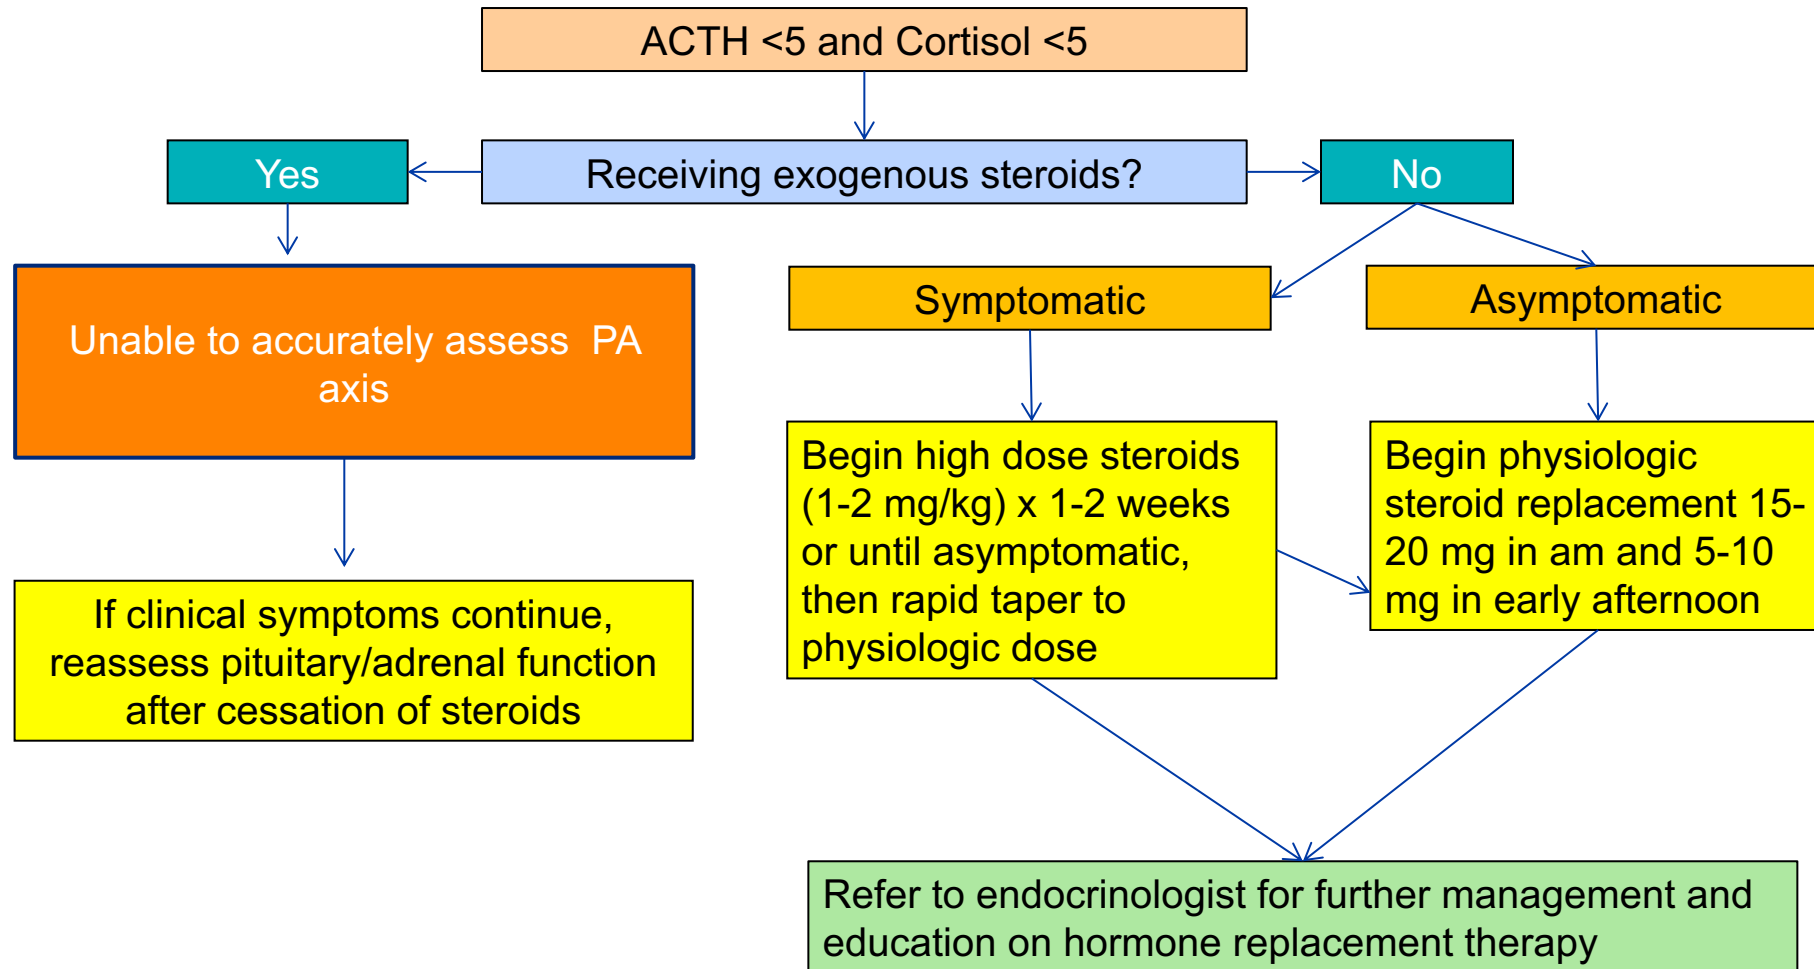 ACTH <5 and Cortisol <5
Yes
Receiving exogenous steroids?
No
Unable to accurately assess  PA
axis
Symptomatic
Asymptomatic
Begin high dose steroids
(1-2 mg/kg) x 1-2 weeks
or until asymptomatic,
then rapid taper to
physiologic dose
Begin physiologic
steroid replacement 15-
20 mg in am and 5-10
mg in early afternoon
If clinical symptoms continue,
reassess pituitary/adrenal function
after cessation of steroids
Refer to endocrinologist for further management and
education on hormone replacement therapy